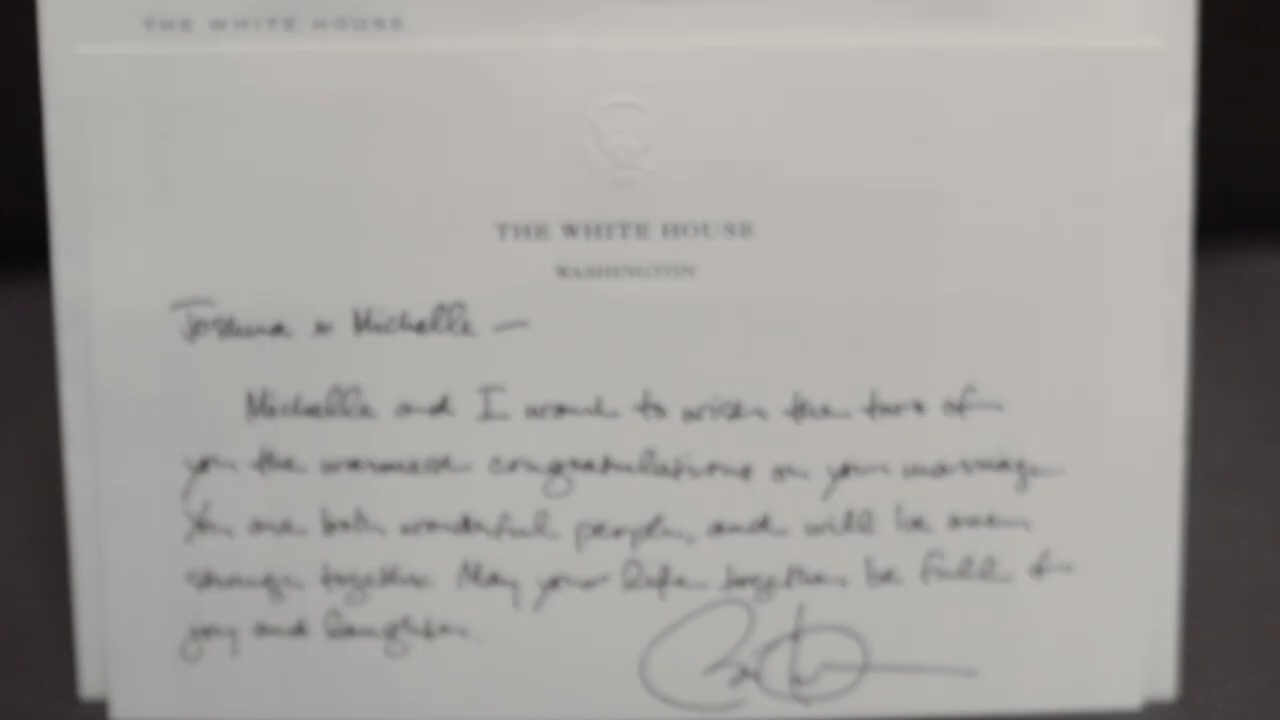 THE WHITE HOUSE
THE WHITE HOUSE
WASHINGTON
Joshua & Michelle —
Michelle and I want to wish the two of
you the warmest congratulations on your marriage.
You are both wonderful people, and will be even
stronger together. May your life together be full of
joy and laughter.